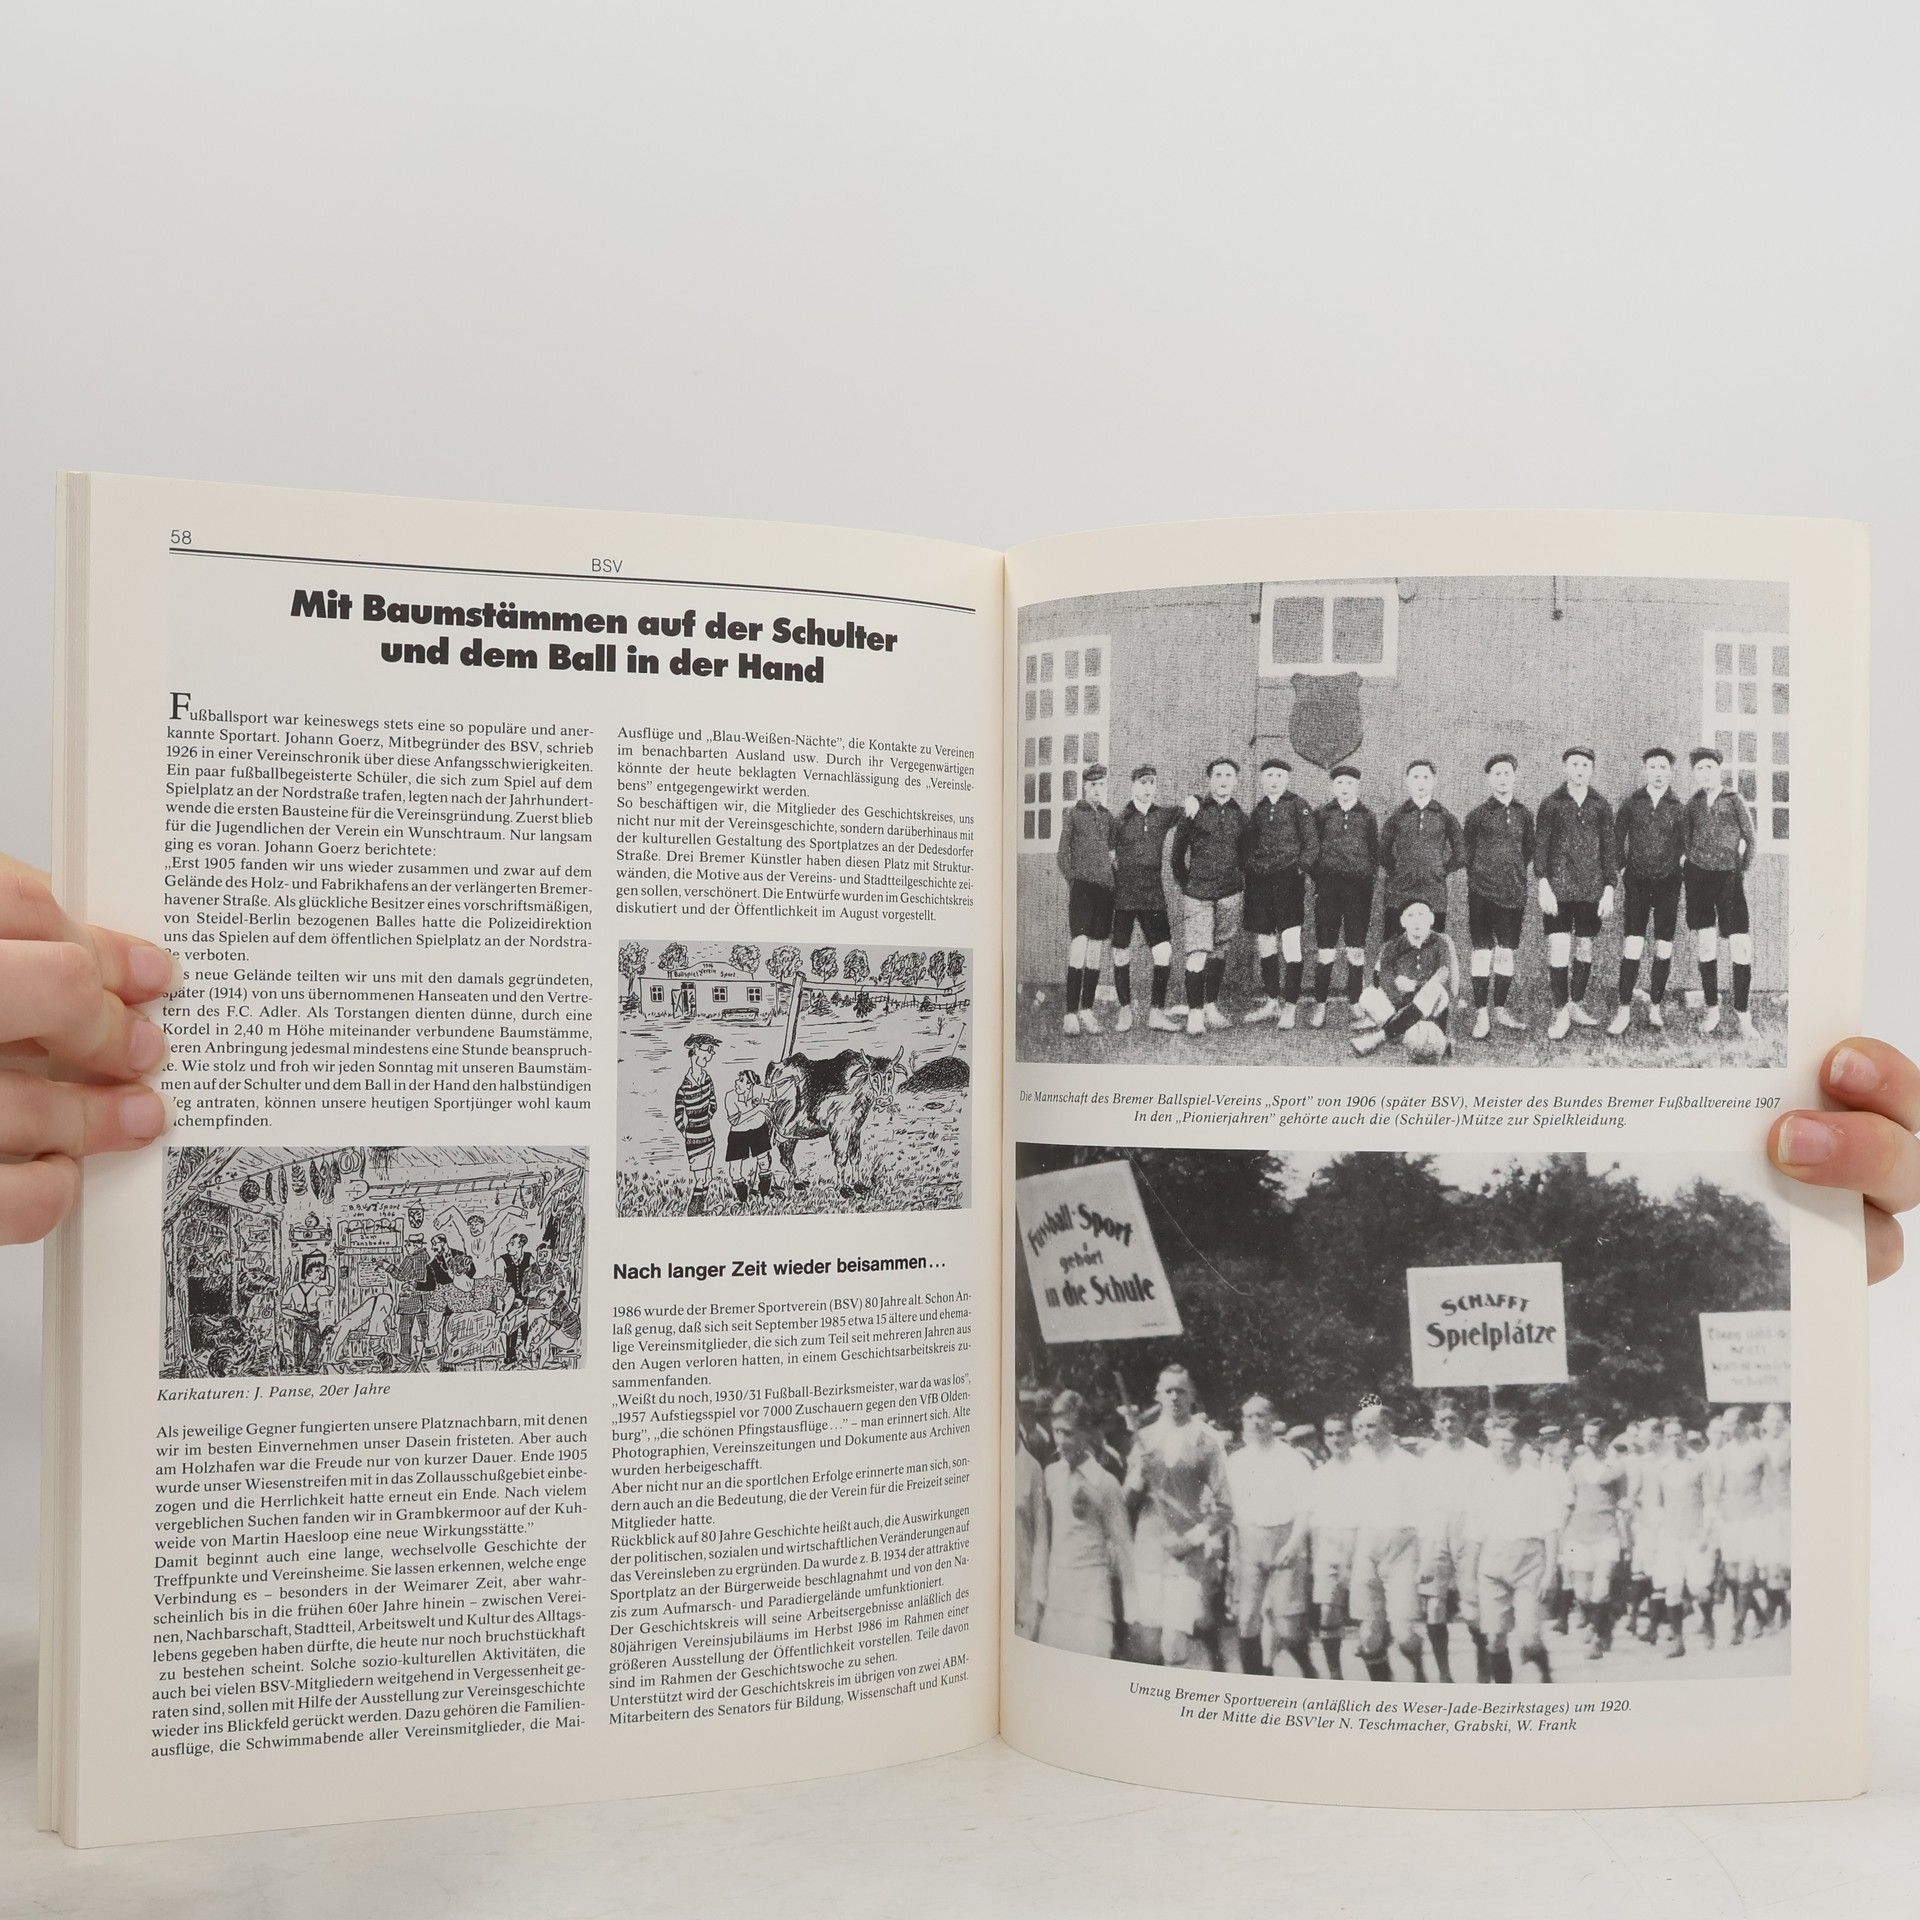 58
BSV
Mit Baumstämmen auf der Schulter
und dem Ball in der Hand
Fußballsport war keineswegs stets eine so populäre und aner-
kannte Sportart. Johann Goerz, Mitbegründer des BSV, schrieb
1926 in einer Vereinschronik über diese Anfangsschwierigkeiten.
Ein paar fußballbegeisterte Schüler, die sich zum Spiel auf dem
Spielplatz an der Nordstraße trafen, legten nach der Jahrhundert-
wende die ersten Bausteine für die Vereinsgründung. Zuerst blieb
für die Jugendlichen der Verein ein Wunschtraum. Nur langsam
ging es voran. Johann Goerz berichtete:
„Erst 1905 fanden wir uns wieder zusammen und zwar auf dem
Gelände des Holz- und Fabrikhafens an der verlängerten Bremer-
havener Straße. Als glückliche Besitzer eines vorschriftsmäßigen,
von Steidel-Berlin bezogenen Balles hatte die Polizeidirektion
uns das Spielen auf dem öffentlichen Spielplatz an der Nordstra-
verboten.
neue Gelände teilten wir uns mit den damals gegründeten,
später (1914) von uns übernommenen Hanseaten und den Vertre-
tern des F.C. Adler. Als Torstangen dienten dünne, durch eine
Kordel in 2,40 m Höhe miteinander verbundene Baumstämme,
deren Anbringung jedesmal mindestens eine Stunde beanspruch-
Wie stolz und froh wir jeden Sonntag mit unseren Baumstäm-
men auf der Schulter und dem Ball in der Hand den halbstündigen
antraten, können unsere heutigen Sportjünger wohl kaum
chempfinden.
B.B.V. Sport
von 1906
Zum
Tanzboden
Karikaturen: J. Panse, 20er Jahre
Als jeweilige Gegner fungierten unsere Platznachbarn, mit denen
wir im besten Einvernehmen unser Dasein fristeten. Aber auch
am Holzhafen war die Freude nur von kurzer Dauer. Ende 1905
wurde unser Wiesenstreifen mit in das Zollausschußgebiet einbe-
zogen und die Herrlichkeit hatte erneut ein Ende. Nach vielem
vergeblichen Suchen fanden wir in Grambkermoor auf der Kuh-
weide von Martin Haesloop eine neue Wirkungsstätte.”
Damit beginnt auch eine lange, wechselvolle Geschichte der
Treffpunkte und Vereinsheime. Sie lassen erkennen, welche enge
Verbindung es – besonders in der Weimarer Zeit, aber wahr-
scheinlich bis in die frühen 60er Jahre hinein – zwischen Verei-
nen, Nachbarschaft, Stadtteil, Arbeitswelt und Kultur des Alltags-
lebens gegeben haben dürfte, die heute nur noch bruchstückhaft
zu bestehen scheint. Solche sozio-kulturellen Aktivitäten, die
auch bei vielen BSV-Mitgliedern weitgehend in Vergessenheit ge-
raten sind, sollen mit Hilfe der Ausstellung zur Vereinsgeschichte
wieder ins Blickfeld gerückt werden. Dazu gehören die Familien-
ausflüge, die Schwimmabende aller Vereinsmitglieder, die Mai-
Ausflüge und „Blau-Weißen-Nächte”, die Kontakte zu Vereinen
im benachbarten Ausland usw. Durch ihr Vergegenwärtigen
könnte der heute beklagten Vernachlässigung des „Vereinsle-
bens” entgegengewirkt werden.
So beschäftigen wir, die Mitglieder des Geschichtskreises, uns
nicht nur mit der Vereinsgeschichte, sondern darüberhinaus mit
der kulturellen Gestaltung des Sportplatzes an der Dedesdorfer
Straße. Drei Bremer Künstler haben diesen Platz mit Struktur-
wänden, die Motive aus der Vereins- und Stadtteilgeschichte zei-
gen sollen, verschönert. Die Entwürfe wurden im Geschichtskreis
diskutiert und der Öffentlichkeit im August vorgestellt.
1906
Ballspiel Verein Sport
Nach langer Zeit wieder beisammen...
1986 wurde der Bremer Sportverein (BSV) 80 Jahre alt. Schon An-
laß genug, daß sich seit September 1985 etwa 15 ältere und ehema-
lige Vereinsmitglieder, die sich zum Teil seit mehreren Jahren aus
den Augen verloren hatten, in einem Geschichtsarbeitskreis zu-
sammenfanden.
„Weißt du noch, 1930/31 Fußball-Bezirksmeister, war da was los”,
„1957 Aufstiegsspiel vor 7000 Zuschauern gegen den VfB Olden-
burg”, „die schönen Pfingstausflüge...” – man erinnert sich. Alte
Photographien, Vereinszeitungen und Dokumente aus Archiven
wurden herbeigeschafft.
Aber nicht nur an die sportlchen Erfolge erinnerte man sich, son-
dern auch an die Bedeutung, die der Verein für die Freizeit seiner
Mitglieder hatte.
Rückblick auf 80 Jahre Geschichte heißt auch, die Auswirkungen
der politischen, sozialen und wirtschaftlichen Veränderungen auf
das Vereinsleben zu ergründen. Da wurde z. B. 1934 der attraktive
Sportplatz an der Bürgerweide beschlagnahmt und von den Na-
zis zum Aufmarsch- und Paradiergelände umfunktioniert.
Der Geschichtskreis will seine Arbeitsergebnisse anläßlich des
80jährigen Vereinsjubiläums im Herbst 1986 im Rahmen einer
größeren Ausstellung der Öffentlichkeit vorstellen. Teile davon
sind im Rahmen der Geschichtswoche zu sehen.
Unterstützt wird der Geschichtskreis im übrigen von zwei ABM-
Mitarbeitern des Senators für Bildung, Wissenschaft und Kunst.
Die Mannschaft des Bremer Ballspiel-Vereins „Sport” von 1906 (später BSV), Meister des Bundes Bremer Fußballvereine 1907
In den „Pionierjahren” gehörte auch die (Schüler-)Mütze zur Spielkleidung.
Fussball-Sport
gehört
in die Schule
SCHAFFT
Spielplätze
Umzug Bremer Sportverein (anläßlich des Weser-Jade-Bezirkstages) um 1920.
In der Mitte die BSV'ler N. Teschmacher, Grabski, W. Frank